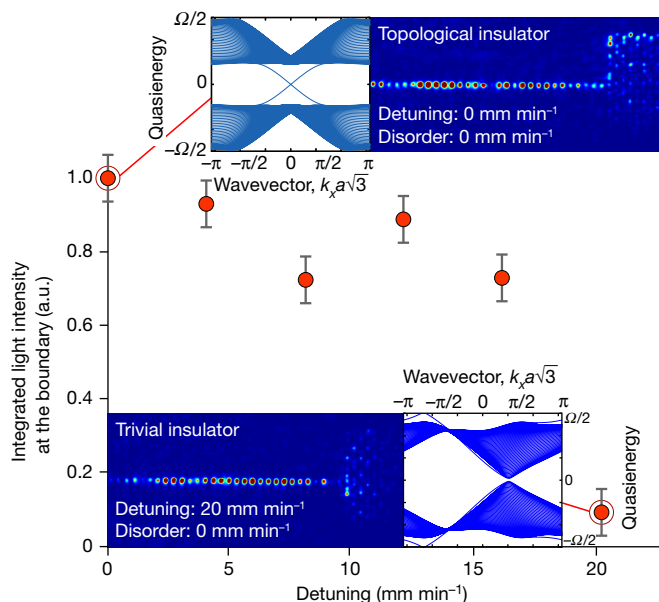 Ω/2
0
−Ω/2
Quasienergy
−π −π/2 0 π/2 π
Wavevector, kₓa√3
Topological insulator
Detuning: 0 mm min⁻¹
Disorder: 0 mm min⁻¹
1.0
0.8
0.6
0.4
0.2
0
Integrated light intensity
at the boundary (a.u.)
Wavevector, kₓa√3
−π −π/2 0 π/2 π
Ω/2
0
−Ω/2
Quasienergy
Trivial insulator
Detuning: 20 mm min⁻¹
Disorder: 0 mm min⁻¹
0 5 10 15 20
Detuning (mm min⁻¹)